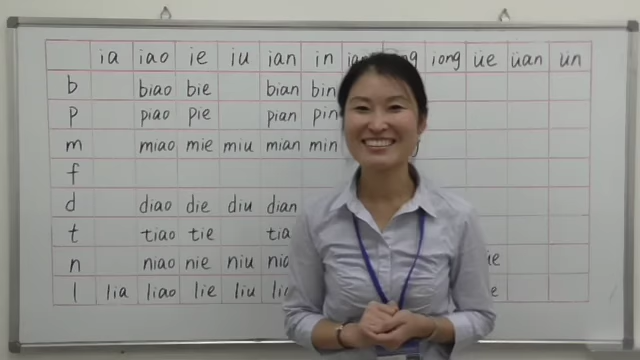 ia iao ie iu ian in iong üe üan ün
b biao bie bian bin
p piao pie pian pin
m miao mie miu mian min
f
d diao die diu dian
t tiao tie
n niao nie niu
l lia liao lie liu